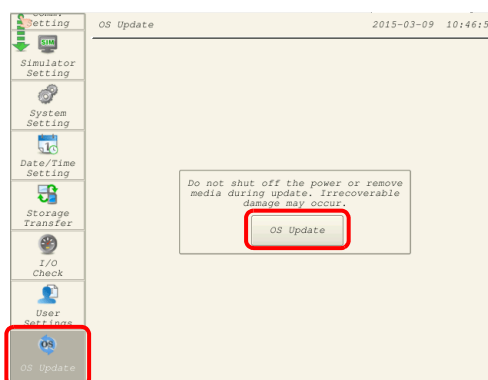 Setting
OS Update
2015-03-09 10:46:5
SIM
Simulator
Setting
System
Setting
Date/Time
Setting
Storage
Transfer
I/O
Check
User
Settings
OS
OS Update
Do not shut off the power or remove
media during update. Irrecoverable
damage may occur.
OS Update